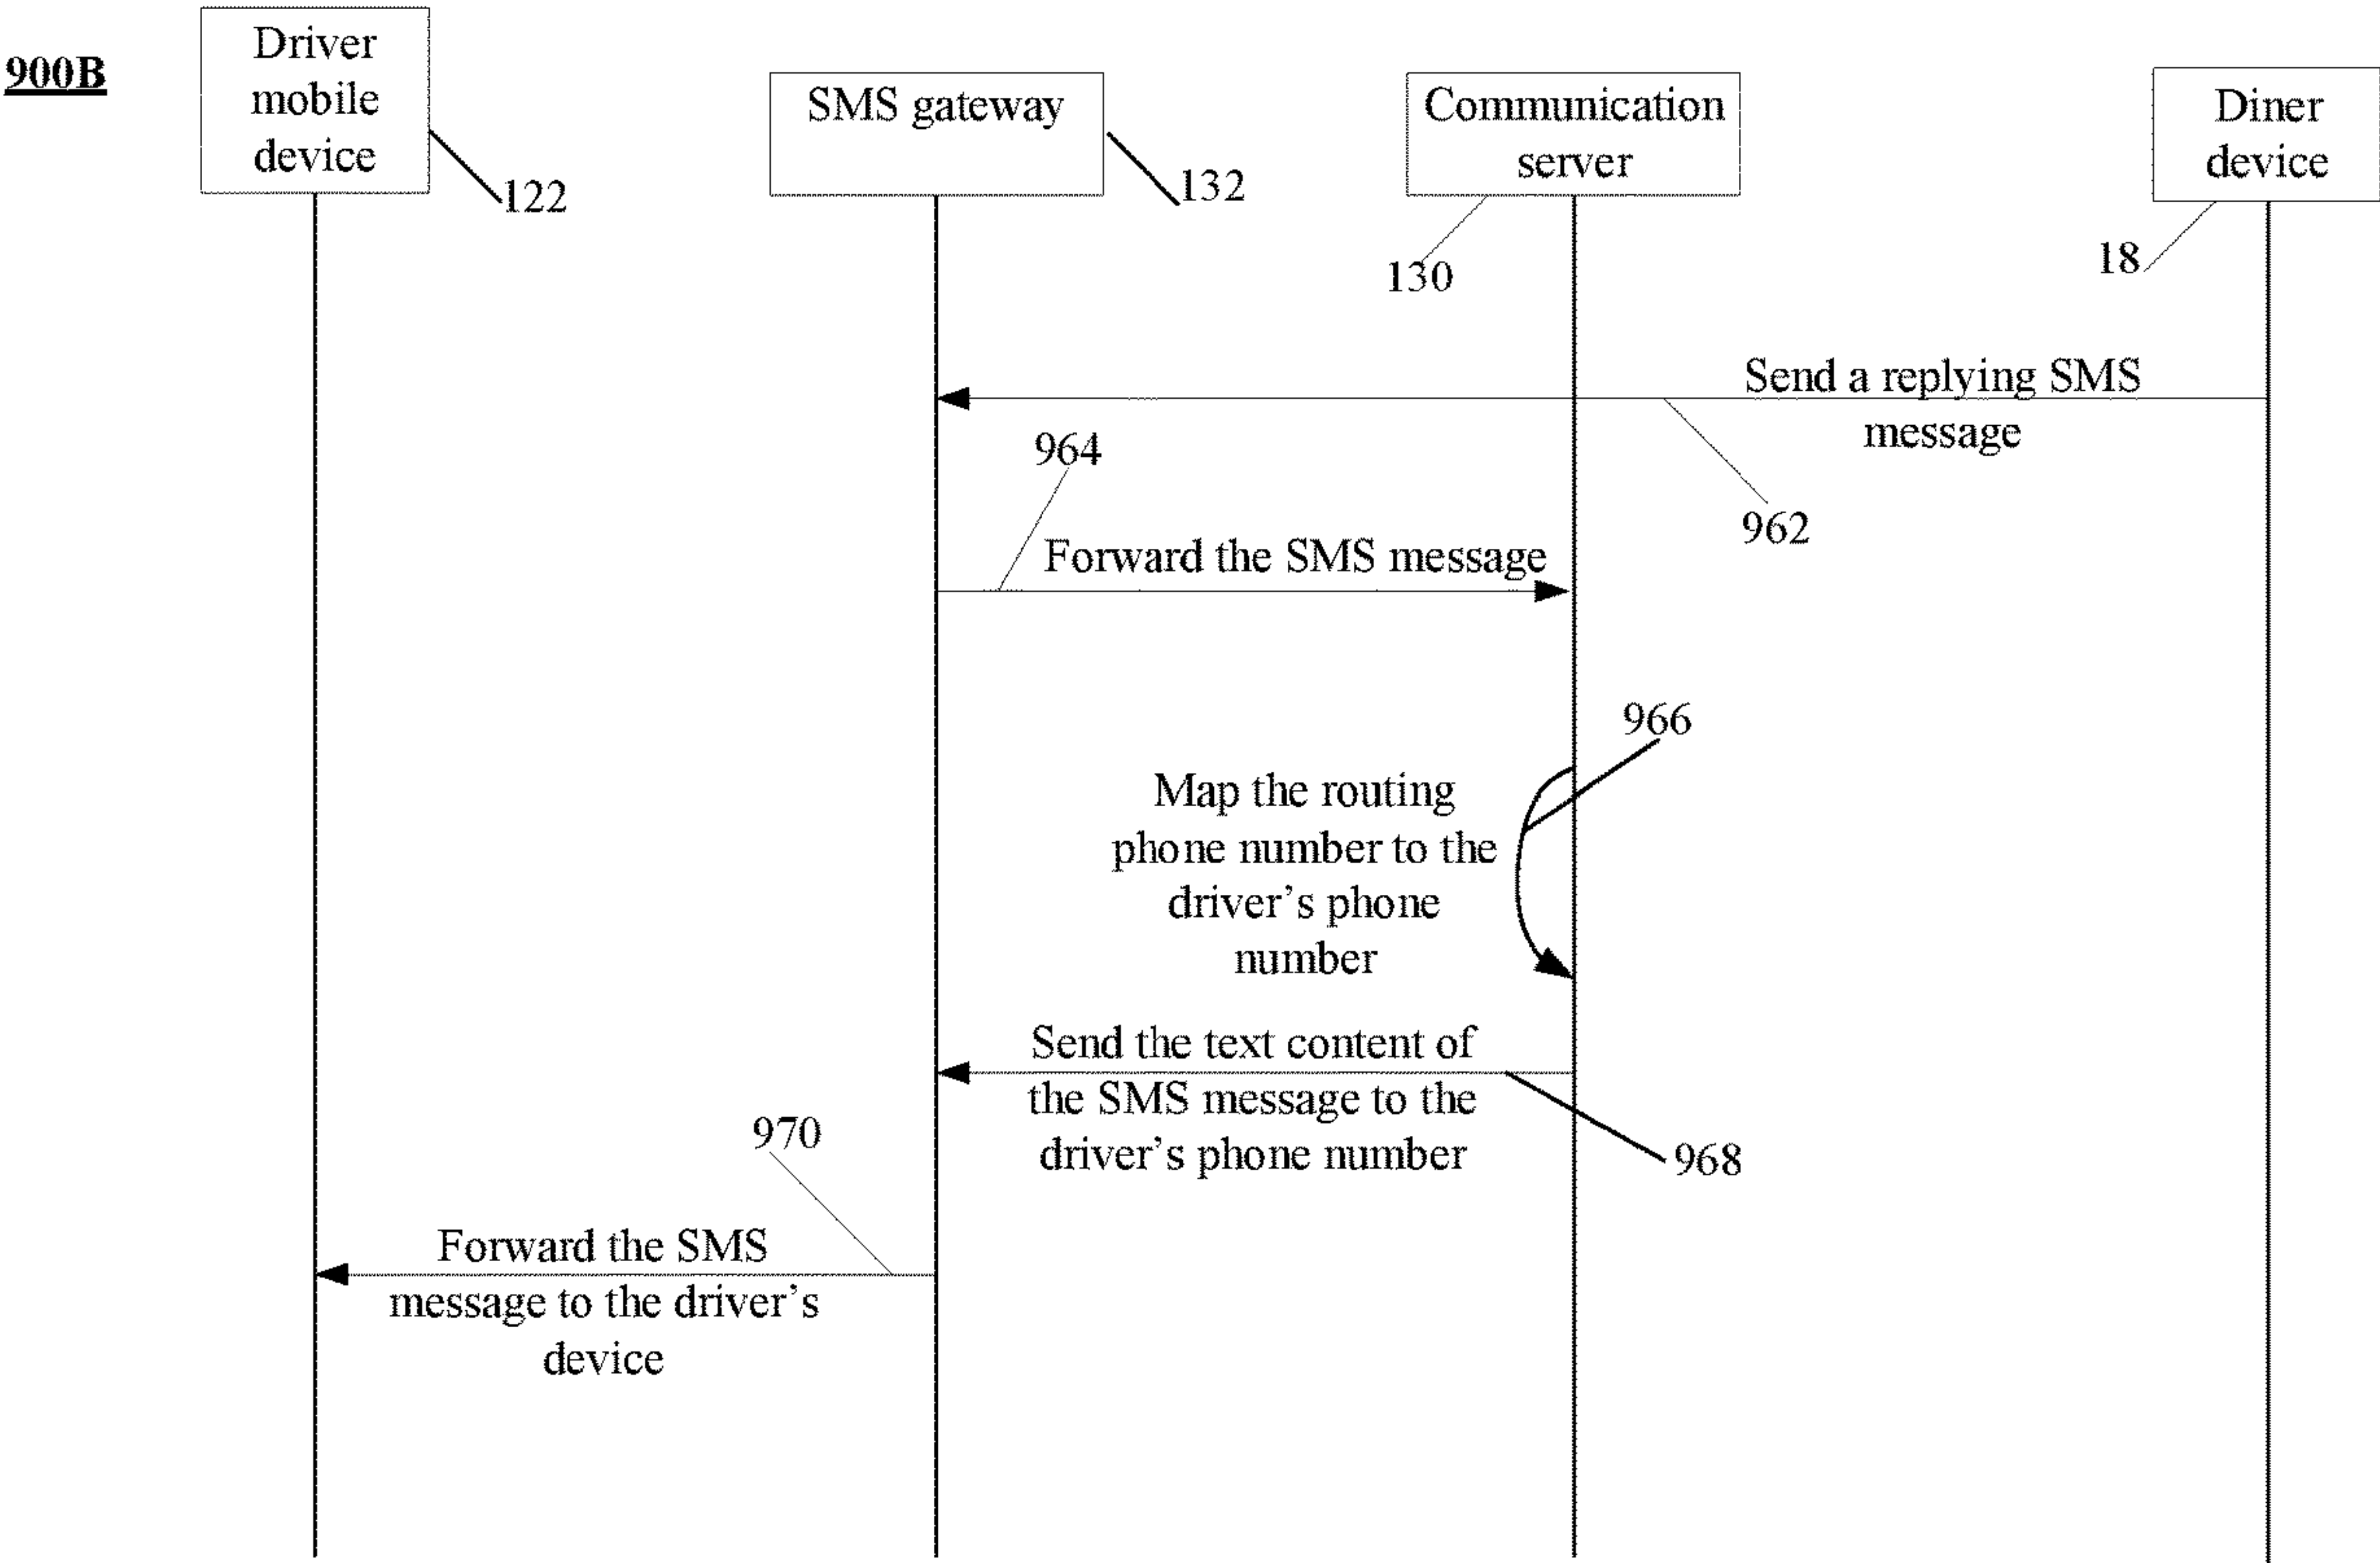 900B
Driver
mobile
device
122
SMS gateway
132
Communication
server
130
Diner
device
18
Send a replying SMS
message
962
964
Forward the SMS message
966
Map the routing
phone number to the
driver’s phone
number
Send the text content of
the SMS message to the
driver’s phone number
968
970
Forward the SMS
message to the driver’s
device